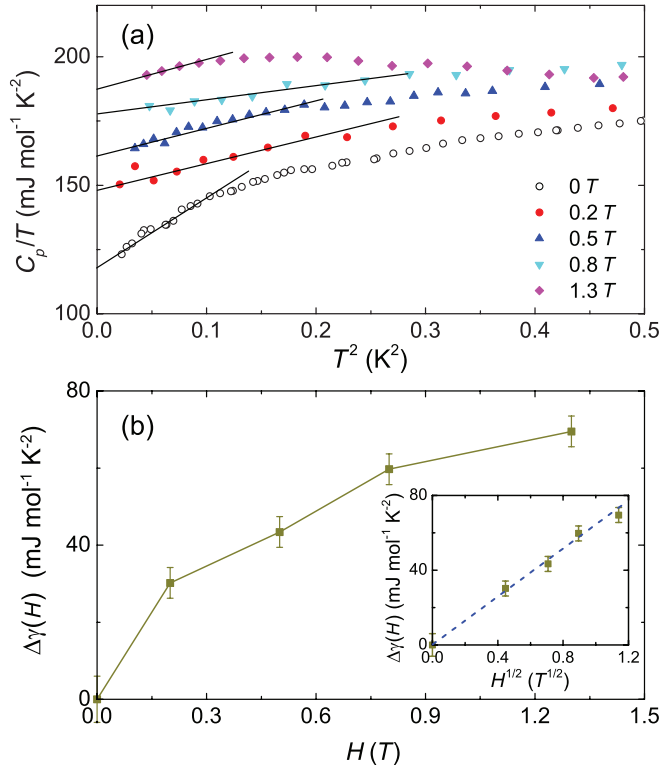 (a)
200
150
100
C_p/T (mJ mol⁻¹ K⁻²)
0 T
0.2 T
0.5 T
0.8 T
1.3 T
0.0 0.1 0.2 0.3 0.4 0.5
T² (K²)
(b)
80
40
0
Δγ(H) (mJ mol⁻¹ K⁻²)
80
40
0
Δγ(H) (mJ mol⁻¹ K⁻²)
0.0 0.4 0.8 1.2
H^{1/2} (T^{1/2})
0.0 0.3 0.6 0.9 1.2 1.5
H (T)